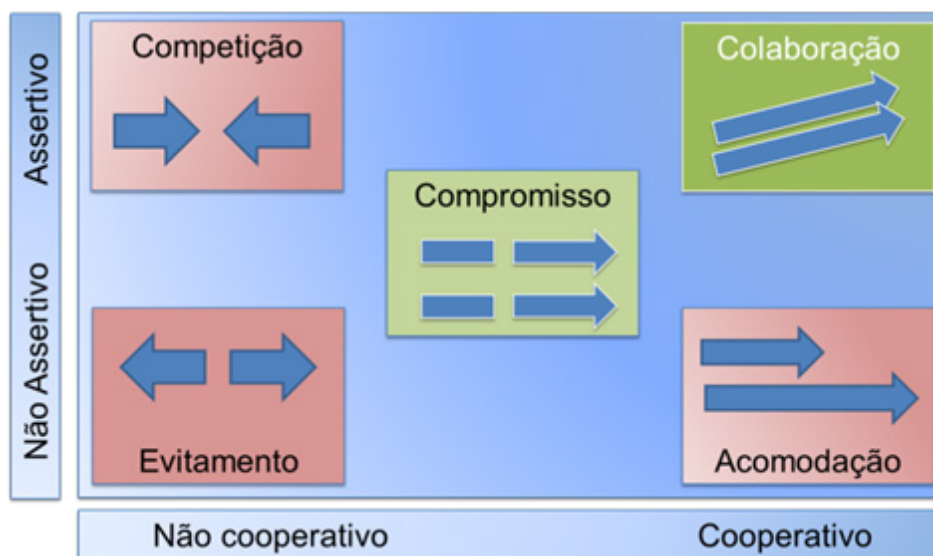 Assertivo
Não Assertivo
Competição
Colaboração
Compromisso
Evitamento
Acomodação
Não cooperativo
Cooperativo